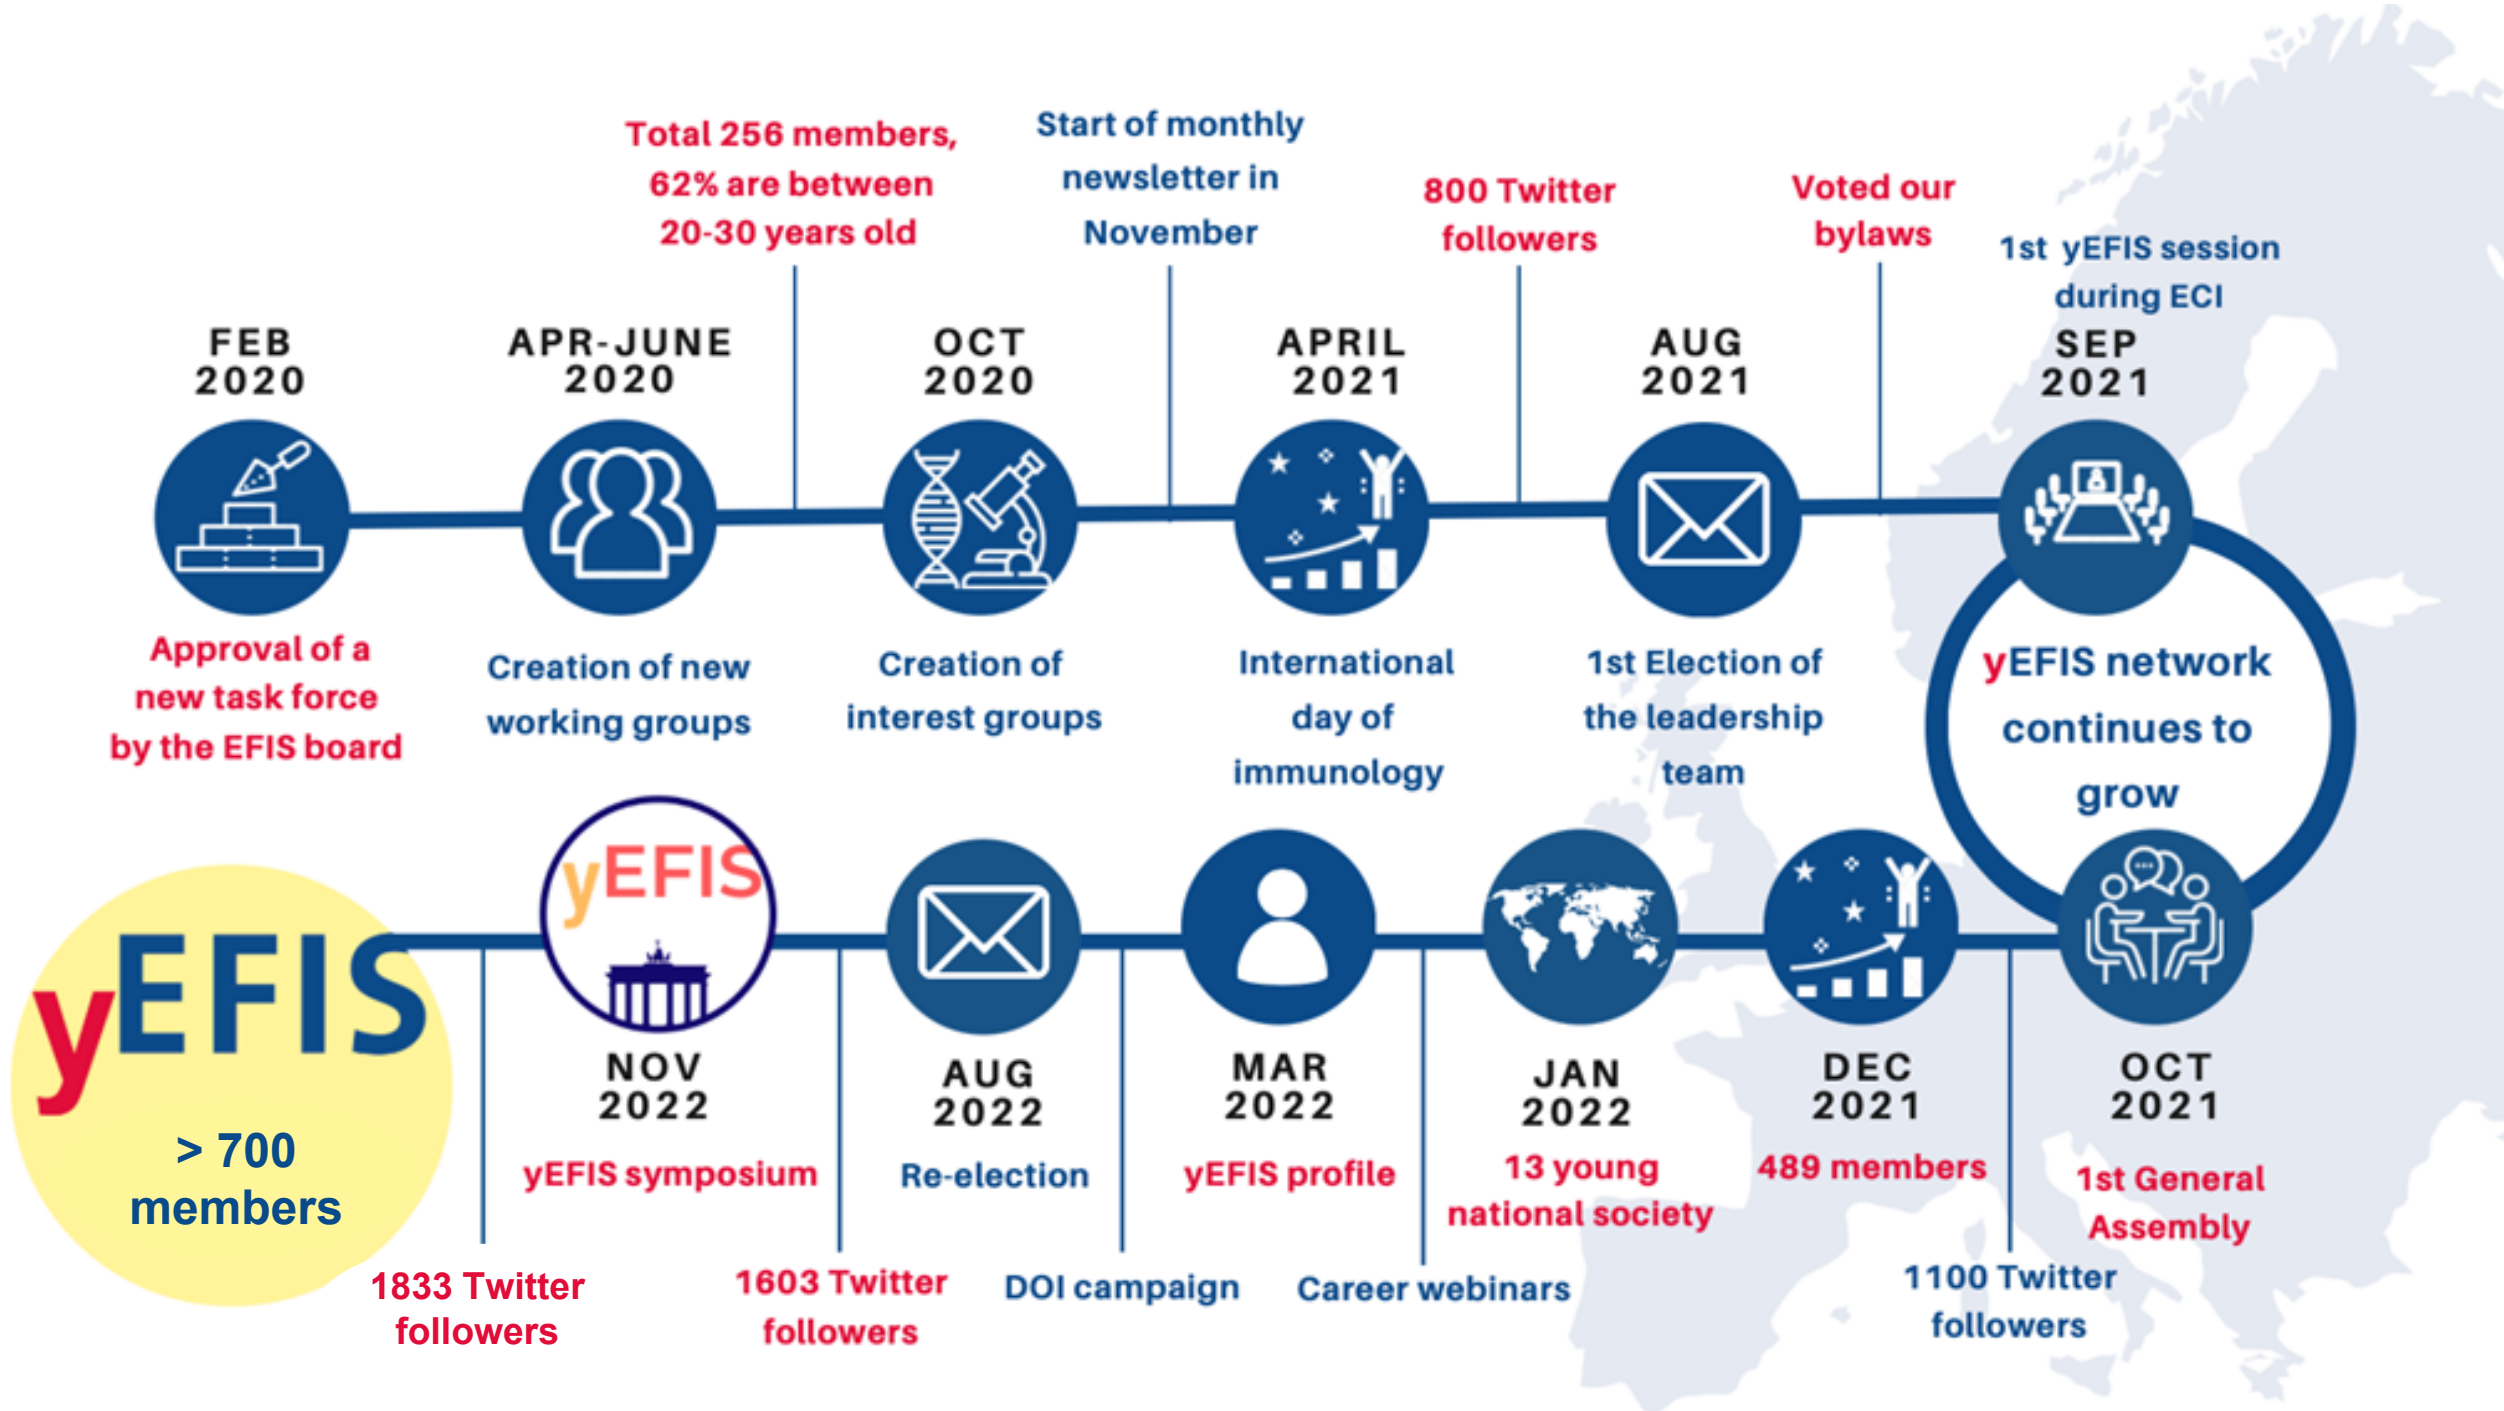 Total 256 members,
62% are between
20-30 years old
Start of monthly
newsletter in
November
800 Twitter
followers
Voted our
bylaws
1st yEFIS session
during ECI
FEB
2020
APR-JUNE
2020
OCT
2020
APRIL
2021
AUG
2021
SEP
2021
Approval of a
new task force
by the EFIS board
Creation of new
working groups
Creation of
interest groups
International
day of
immunology
1st Election of
the leadership
team
yEFIS network
continues to
grow
yEFIS
> 700
members
yEFIS
NOV
2022
yEFIS symposium
AUG
2022
Re-election
MAR
2022
yEFIS profile
JAN
2022
13 young
national society
DEC
2021
489 members
OCT
2021
1st General
Assembly
1833 Twitter
followers
1603 Twitter
followers
DOI campaign
Career webinars
1100 Twitter
followers